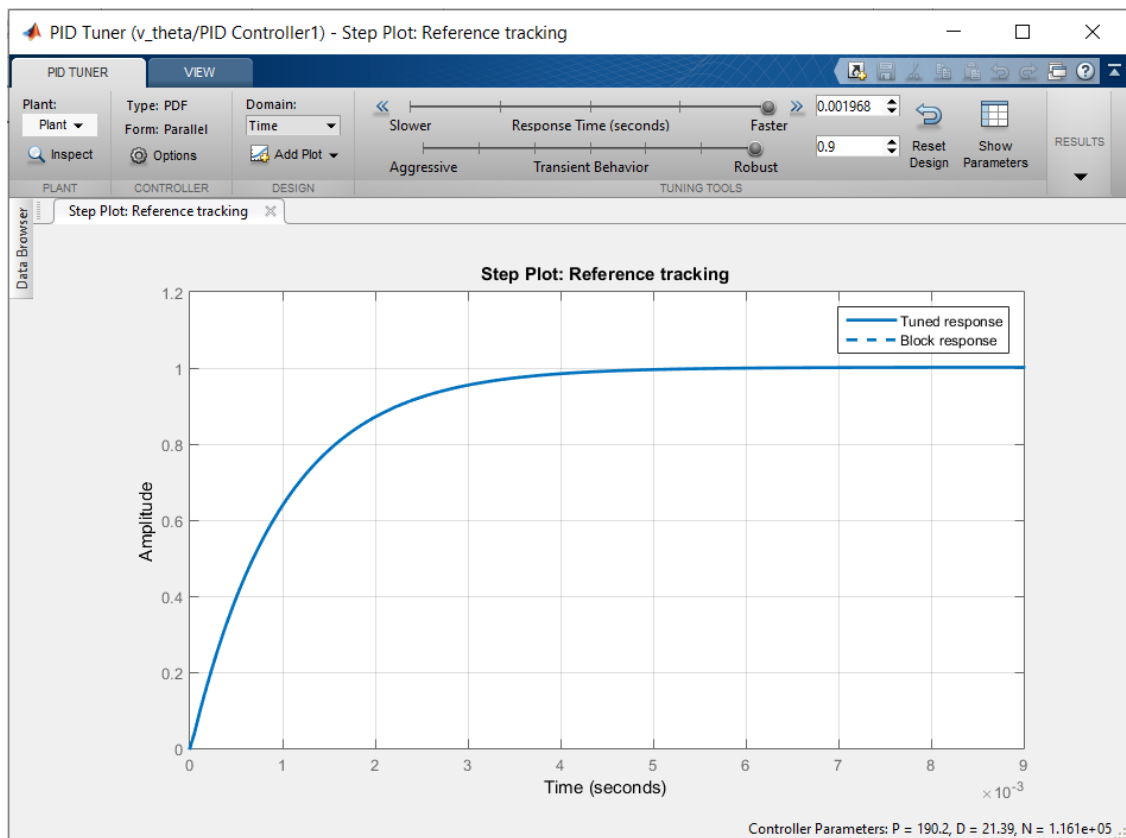 PID Tuner (v_theta/PID Controller1) - Step Plot: Reference tracking
PID TUNER
VIEW
Plant:
Plant
Inspect
PLANT
Type: PDF
Form: Parallel
Options
CONTROLLER
Domain:
Time
Add Plot
DESIGN
Slower
Response Time (seconds)
Faster
0.001968
Aggressive
Transient Behavior
Robust
0.9
Reset
Design
Show
Parameters
TUNING TOOLS
RESULTS
Data Browser
Step Plot: Reference tracking
Step Plot: Reference tracking
Tuned response
Block response
Amplitude
1.2
1
0.8
0.6
0.4
0.2
0
0 1 2 3 4 5 6 7 8 9
Time (seconds)
× 10⁻³
Controller Parameters: P = 190.2, D = 21.39, N = 1.161e+05